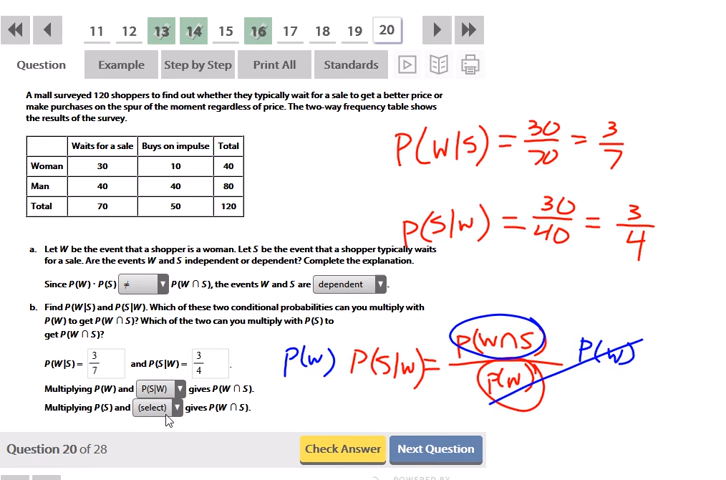 11 12 13 14 15 16 17 18 19 20
Question Example Step by Step Print All Standards
A mall surveyed 120 shoppers to find out whether they typically wait for a sale to get a better price or
make purchases on the spur of the moment regardless of price. The two-way frequency table shows
the results of the survey.
Waits for a sale Buys on impulse Total
Woman 30 10 40
Man 40 40 80
Total 70 50 120
P(W|S) = 30/70 = 3/7
P(S|W) = 30/40 = 3/4
a. Let W be the event that a shopper is a woman. Let S be the event that a shopper typically waits
for a sale. Are the events W and S independent or dependent? Complete the explanation.
Since P(W) · P(S) ≠ P(W ∩ S), the events W and S are dependent .
b. Find P(W|S) and P(S|W). Which of these two conditional probabilities can you multiply with
P(W) to get P(W ∩ S)? Which of the two can you multiply with P(S) to
get P(W ∩ S)?
P(W|S) = 3/7 and P(S|W) = 3/4 .
Multiplying P(W) and P(S|W) gives P(W ∩ S).
Multiplying P(S) and (select) gives P(W ∩ S).
P(W) P(S|W) = P(W∩S)/P(W) P(W)
Question 20 of 28 Check Answer Next Question
POWERED BY